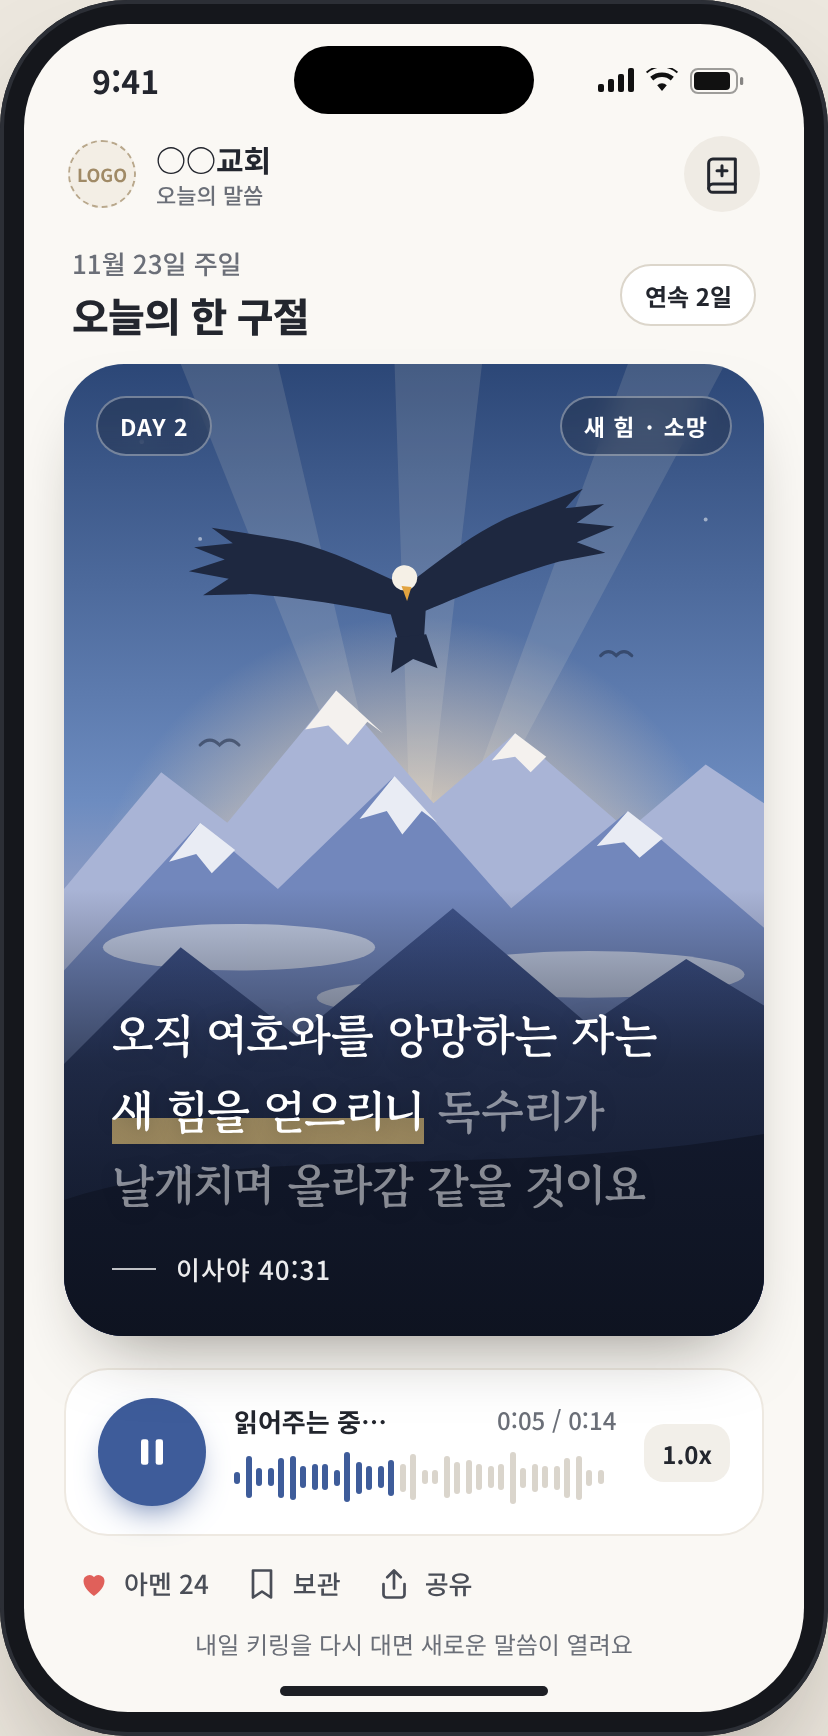 9:41
LOGO
○○교회
오늘의 말씀
11월 23일 주일
오늘의 한 구절
연속 2일
DAY 2
새 힘 · 소망
오직 여호와를 앙망하는 자는
새 힘을 얻으리니 독수리가
날개치며 올라감 같을 것이요
이사야 40:31
읽어주는 중…
0:05 / 0:14
1.0x
아멘 24
보관
공유
내일 키링을 다시 대면 새로운 말씀이 열려요